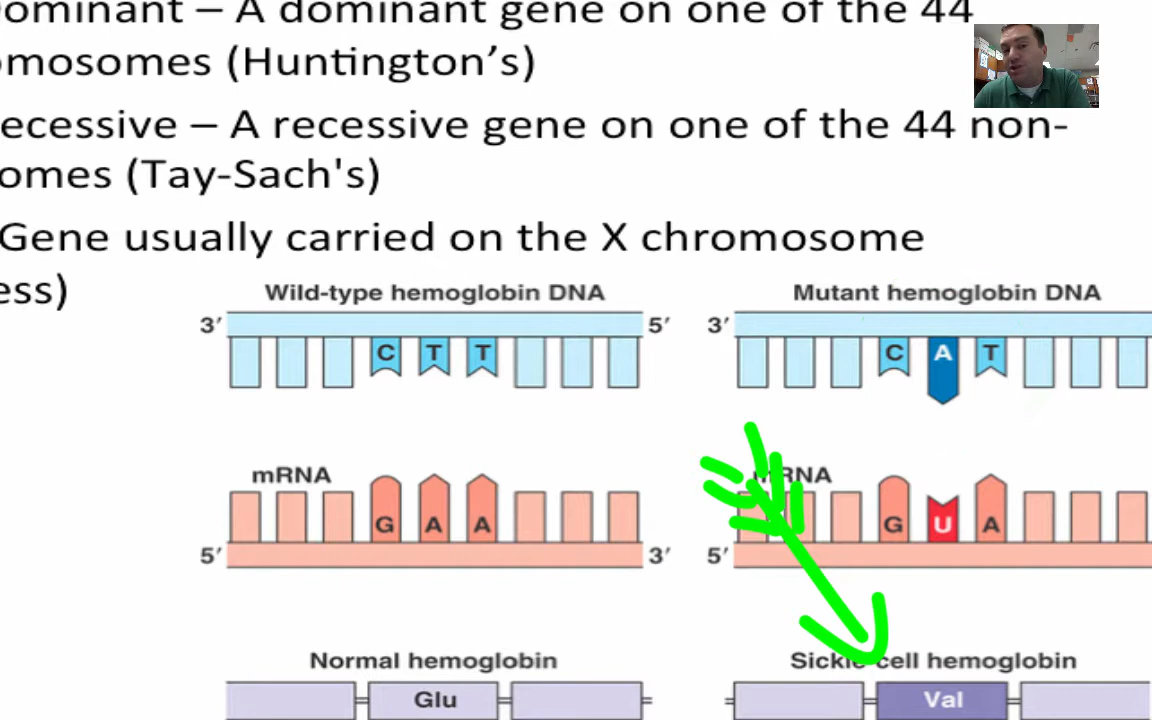 ominant – A dominant gene on one of the 44
omosomes (Huntington's)
ecessive – A recessive gene on one of the 44 non-
omes (Tay-Sach's)
Gene usually carried on the X chromosome
ess)
Wild-type hemoglobin DNA
3′ 5′
C T T
mRNA
G A A
5′ 3′
Normal hemoglobin
Glu
Mutant hemoglobin DNA
3′
C A T
mRNA
G U A
5′
Sickle-cell hemoglobin
Val